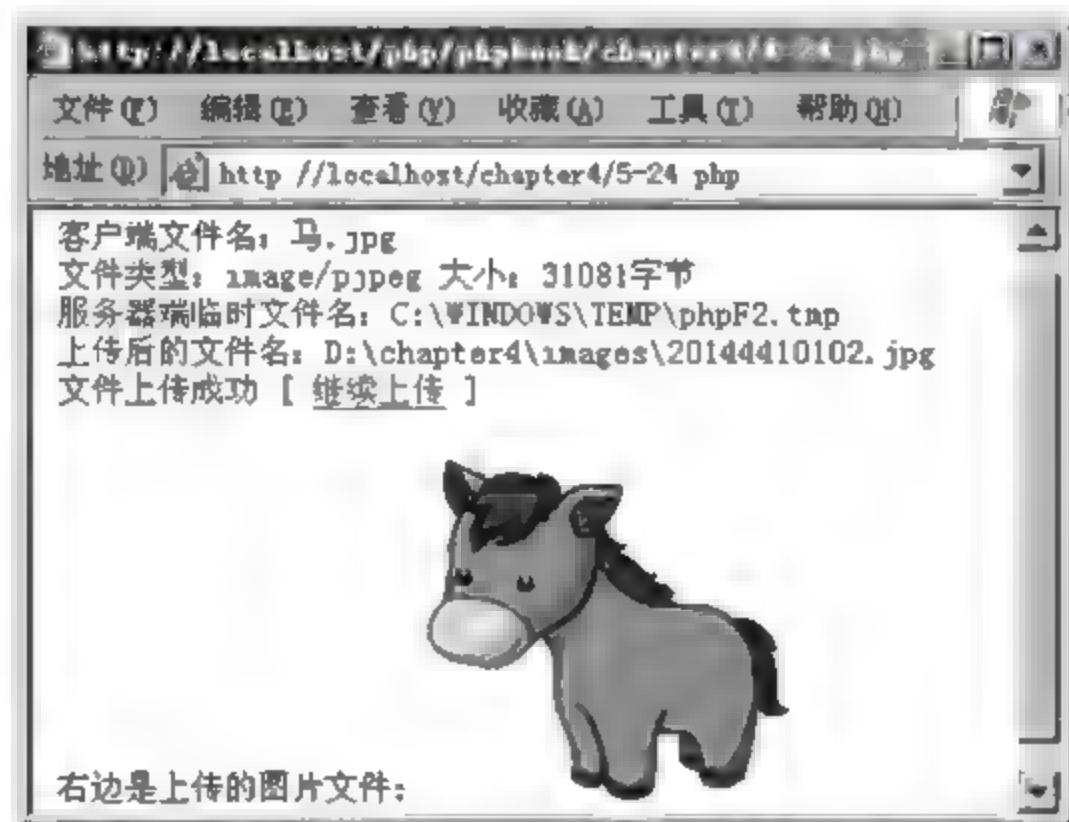 http://localhost/php/phpbook/chapter4/4-24 php
文件(F) 编辑(E) 查看(V) 收藏(A) 工具(T) 帮助(H)
地址(D) http //localhost/chapter4/5-24 php
客户端文件名：马.jpg
文件类型：image/pjpeg 大小：31081字节
服务器端临时文件名：C:\WINDOWS\TEMP\phpF2.tmp
上传后的文件名：D:\chapter4\images\20144410102.jpg
文件上传成功 [ 继续上传 ]
右边是上传的图片文件：